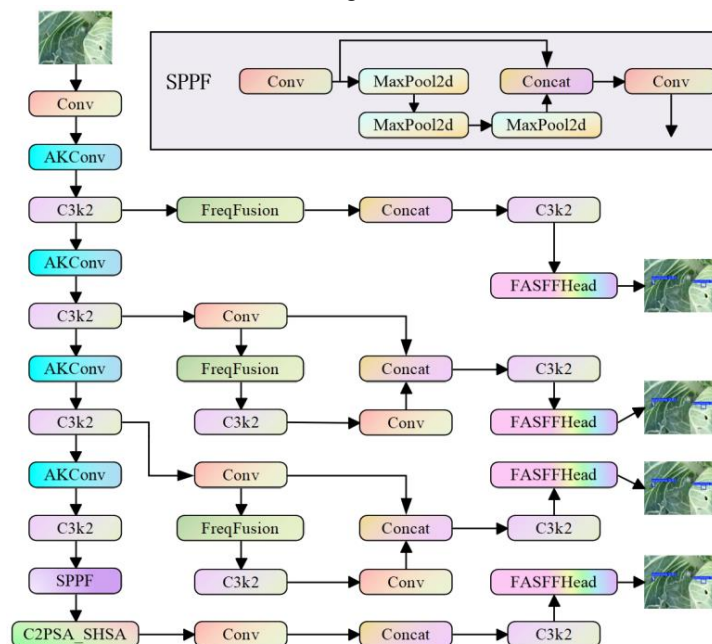 SPPF
Conv
MaxPool2d
Concat
Conv
MaxPool2d
MaxPool2d
Conv
AKConv
C3k2
FreqFusion
Concat
C3k2
AKConv
FASFFHead
C3k2
Conv
AKConv
FreqFusion
Concat
C3k2
C3k2
C3k2
Conv
FASFFHead
AKConv
Conv
FASFFHead
C3k2
FreqFusion
Concat
C3k2
SPPF
C3k2
Conv
FASFFHead
C2PSA_SHSA
Conv
Concat
C3k2